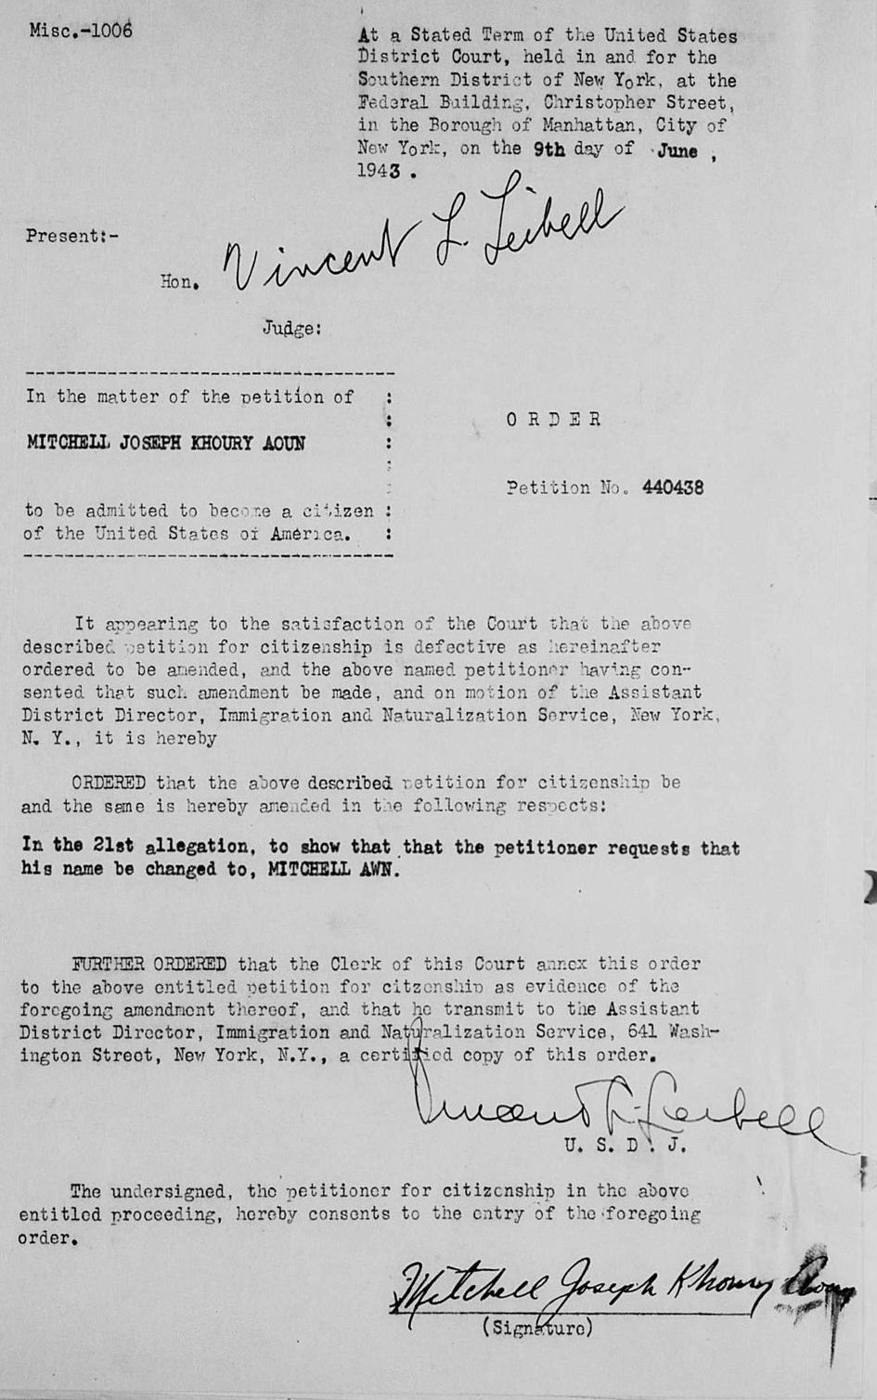 Misc.-1006
At a Stated Term of the United States
District Court, held in and for the
Southern District of New York, at the
Federal Building, Christopher Street,
in the Borough of Manhattan, City of
New York, on the 9th day of June ,
1943 .
Present:-
Hon. Vincent L. Leibell
Judge:
In the matter of the petition of :
MITCHELL JOSEPH KHOURY AOUN :
ORDER
Petition No. 440438
to be admitted to become a citizen :
of the United States of America. :
It appearing to the satisfaction of the Court that the above
described petition for citizenship is defective as hereinafter
ordered to be amended, and the above named petitioner having con-
sented that such amendment be made, and on motion of the Assistant
District Director, Immigration and Naturalization Service, New York,
N. Y., it is hereby
ORDERED that the above described petition for citizenship be
and the same is hereby amended in the following respects:
In the 21st allegation, to show that that the petitioner requests that
his name be changed to, MITCHELL AWN.
FURTHER ORDERED that the Clerk of this Court annex this order
to the above entitled petition for citzenship as evidence of the
foregoing amendment thereof, and that he transmit to the Assistant
District Director, Immigration and Naturalization Service, 641 Wash-
ington Street, New York, N.Y., a certified copy of this order.
Vincent L. Leibell
U. S. D. J.
The undersigned, the petitioner for citizenship in the above
entitled proceeding, hereby consents to the entry of the foregoing
order.
Mitchell Joseph Khoury Aoun
(Signature)